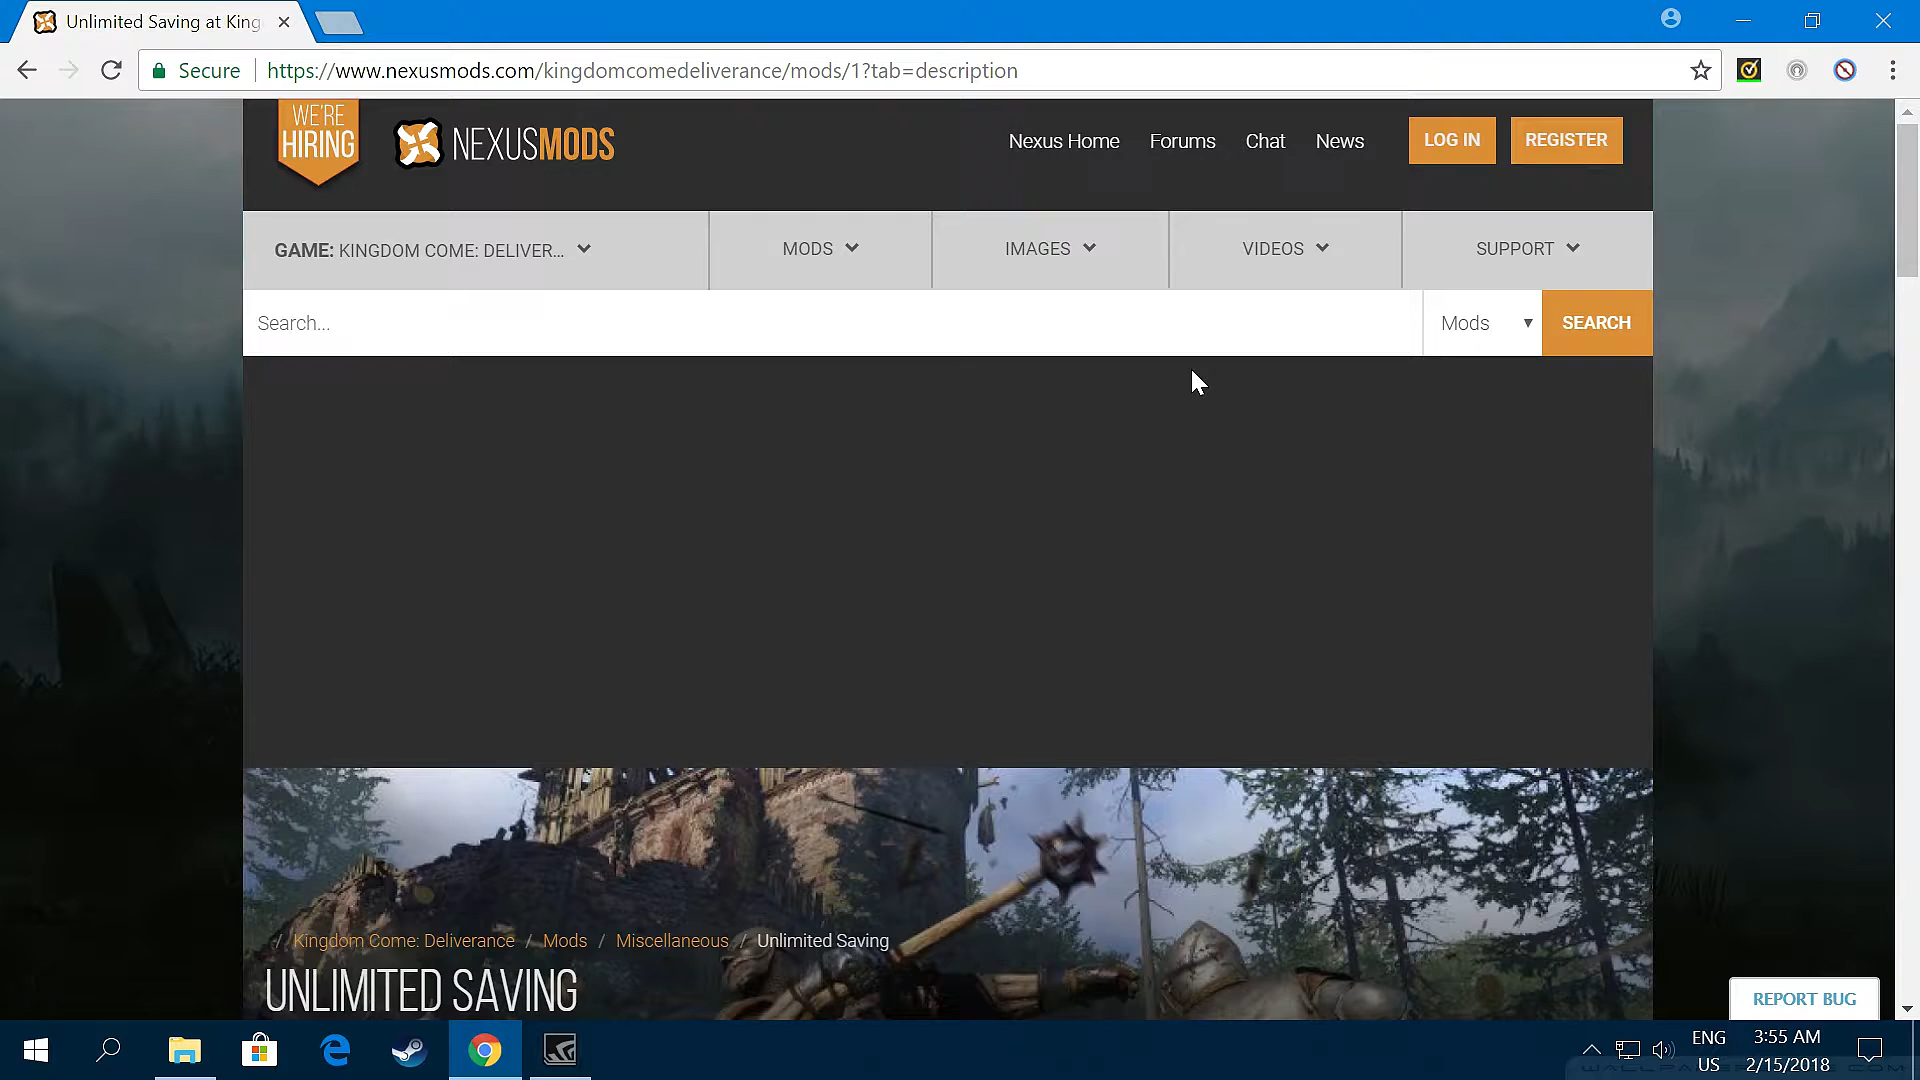 Unlimited Saving at King
Secure
https://www.nexusmods.com/kingdomcomedeliverance/mods/1?tab=description
WE'RE
HIRING
NEXUSMODS
Nexus Home
Forums
Chat
News
LOG IN
REGISTER
GAME: KINGDOM COME: DELIVER...
MODS
IMAGES
VIDEOS
SUPPORT
Search...
Mods
SEARCH
/ Kingdom Come: Deliverance / Mods / Miscellaneous / Unlimited Saving
UNLIMITED SAVING
REPORT BUG
ENG
US
3:55 AM
2/15/2018